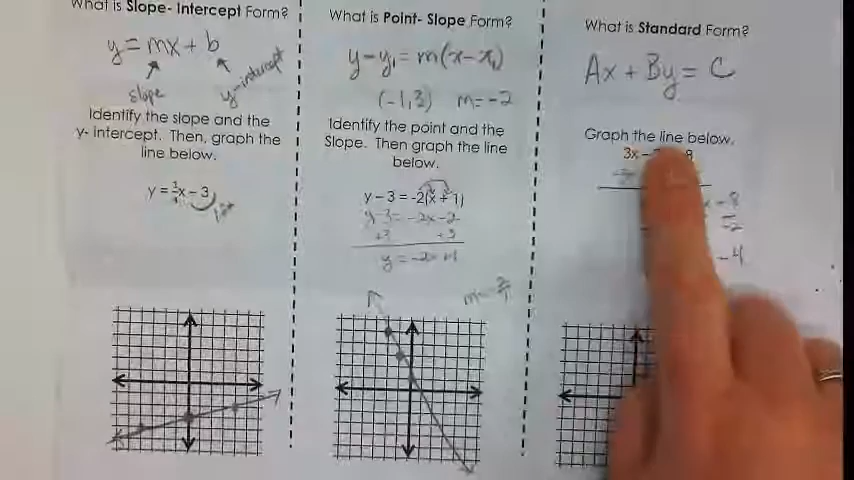 What is Slope- Intercept Form?
y = mx + b
slope
y-intercept
Identify the slope and the
y- intercept. Then, graph the
line below.
What is Point- Slope Form?
y-y₁ = m(x-x₁)
(-1,3) m=-2
Identify the point and the
Slope. Then graph the line
below.
y – 3 = -2(x + 1)
y-3= -2x-2
+3 +3
y = -2x+1
What is Standard Form?
Ax + By = C
Graph the line below.
3x –
8
- 8
-2
- 4